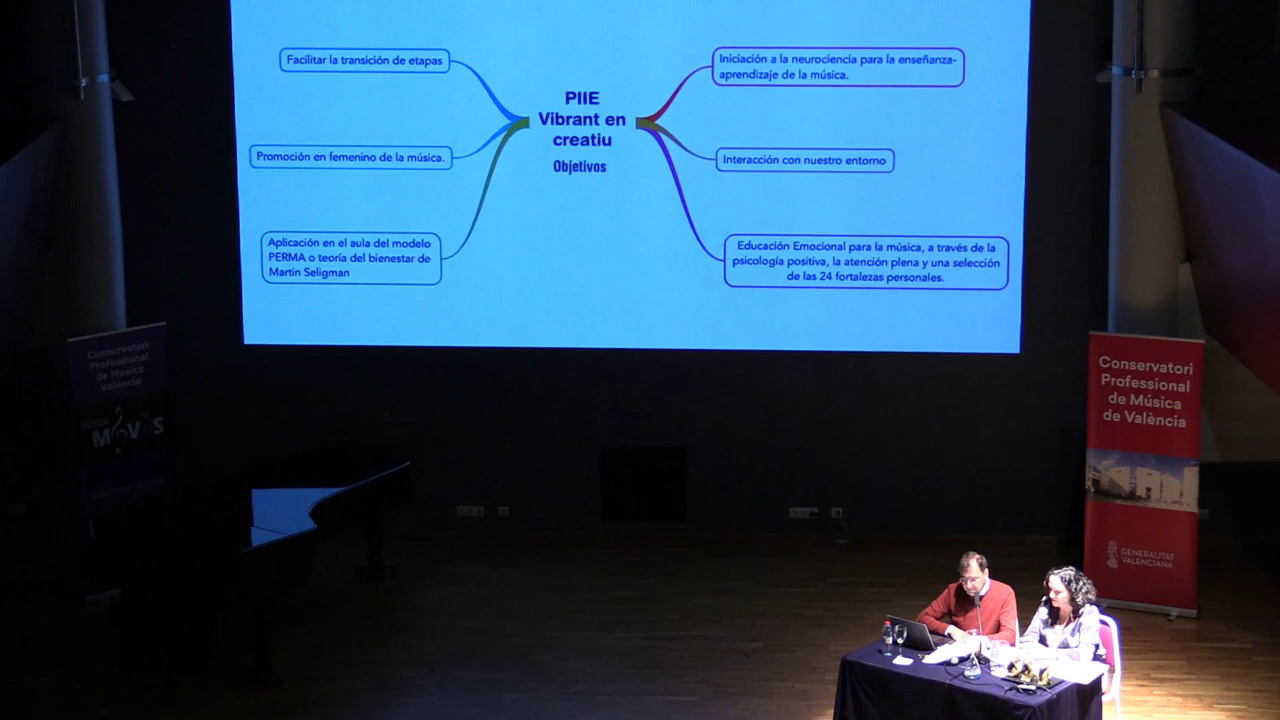 Facilitar la transición de etapas
Promoción en femenino de la música.
Aplicación en el aula del modelo
PERMA o teoría del bienestar de
Martín Seligman
PIIE
Vibrant en
creatiu
Objetivos
Iniciación a la neurociencia para la enseñanza-
aprendizaje de la música.
Interacción con nuestro entorno
Educación Emocional para la música, a través de la
psicología positiva, la atención plena y una selección
de las 24 fortalezas personales.
Conservatori
Professional
de Música
València
MOVOS
Conservatori
Professional
de Música
de València
GENERALITAT
VALENCIANA